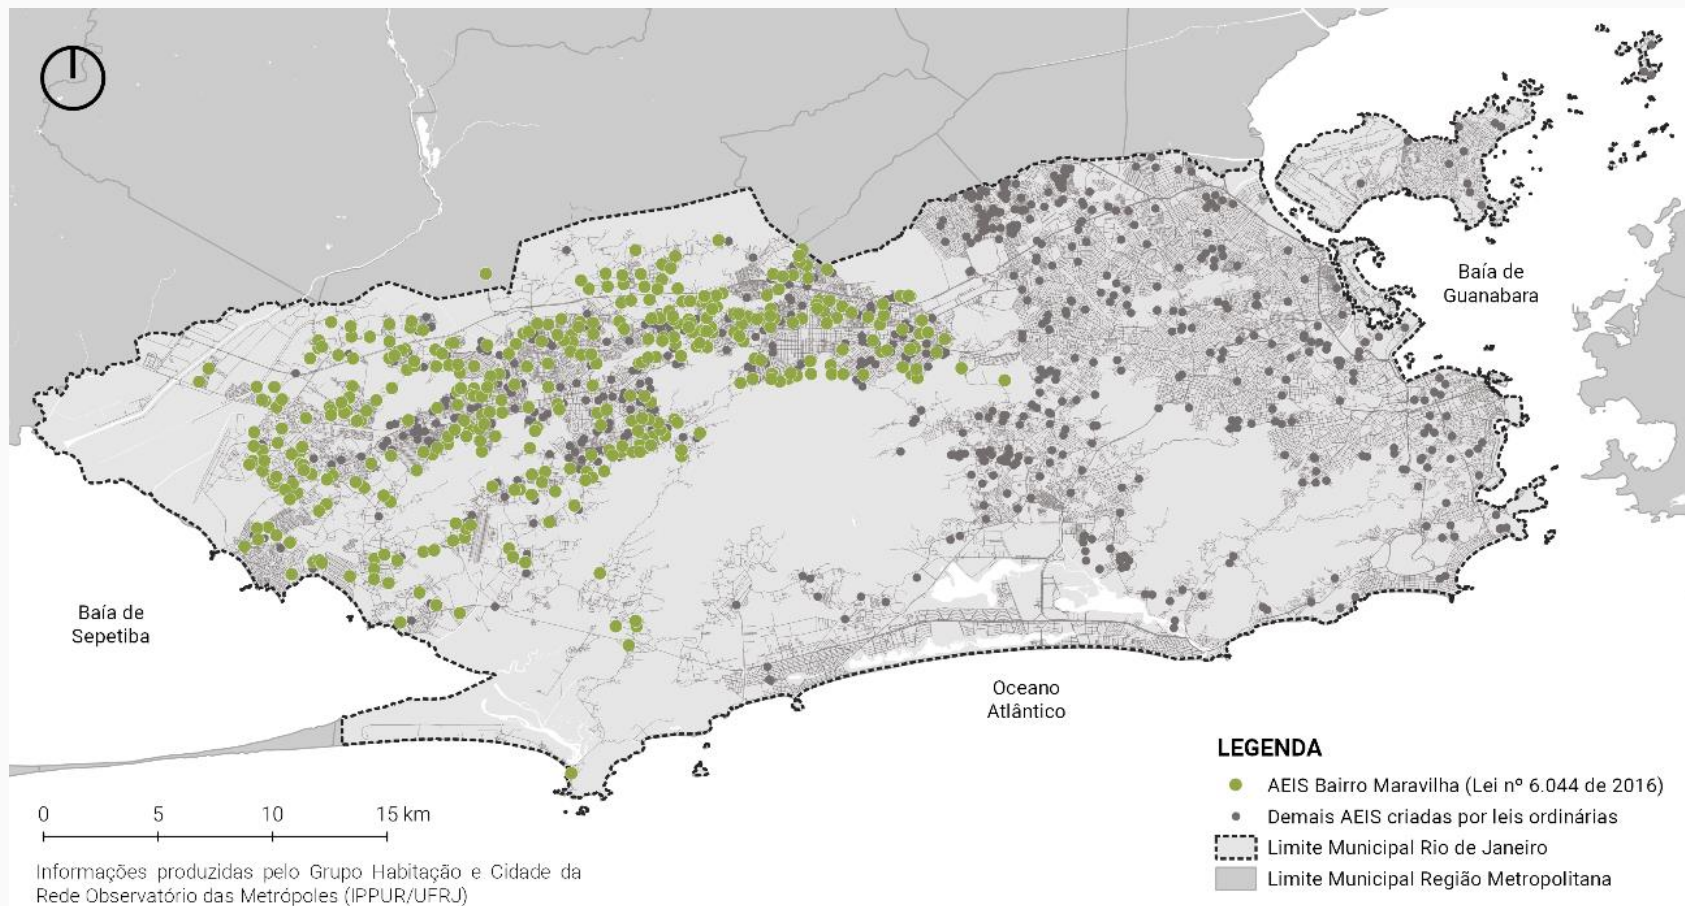 Baía de
Guanabara
Baía de
Sepetiba
Oceano
Atlântico
LEGENDA
AEIS Bairro Maravilha (Lei nº 6.044 de 2016)
Demais AEIS criadas por leis ordinárias
Limite Municipal Rio de Janeiro
Limite Municipal Região Metropolitana
0 5 10 15 km
Informações produzidas pelo Grupo Habitação e Cidade da
Rede Observatório das Metrópoles (IPPUR/UFRJ)